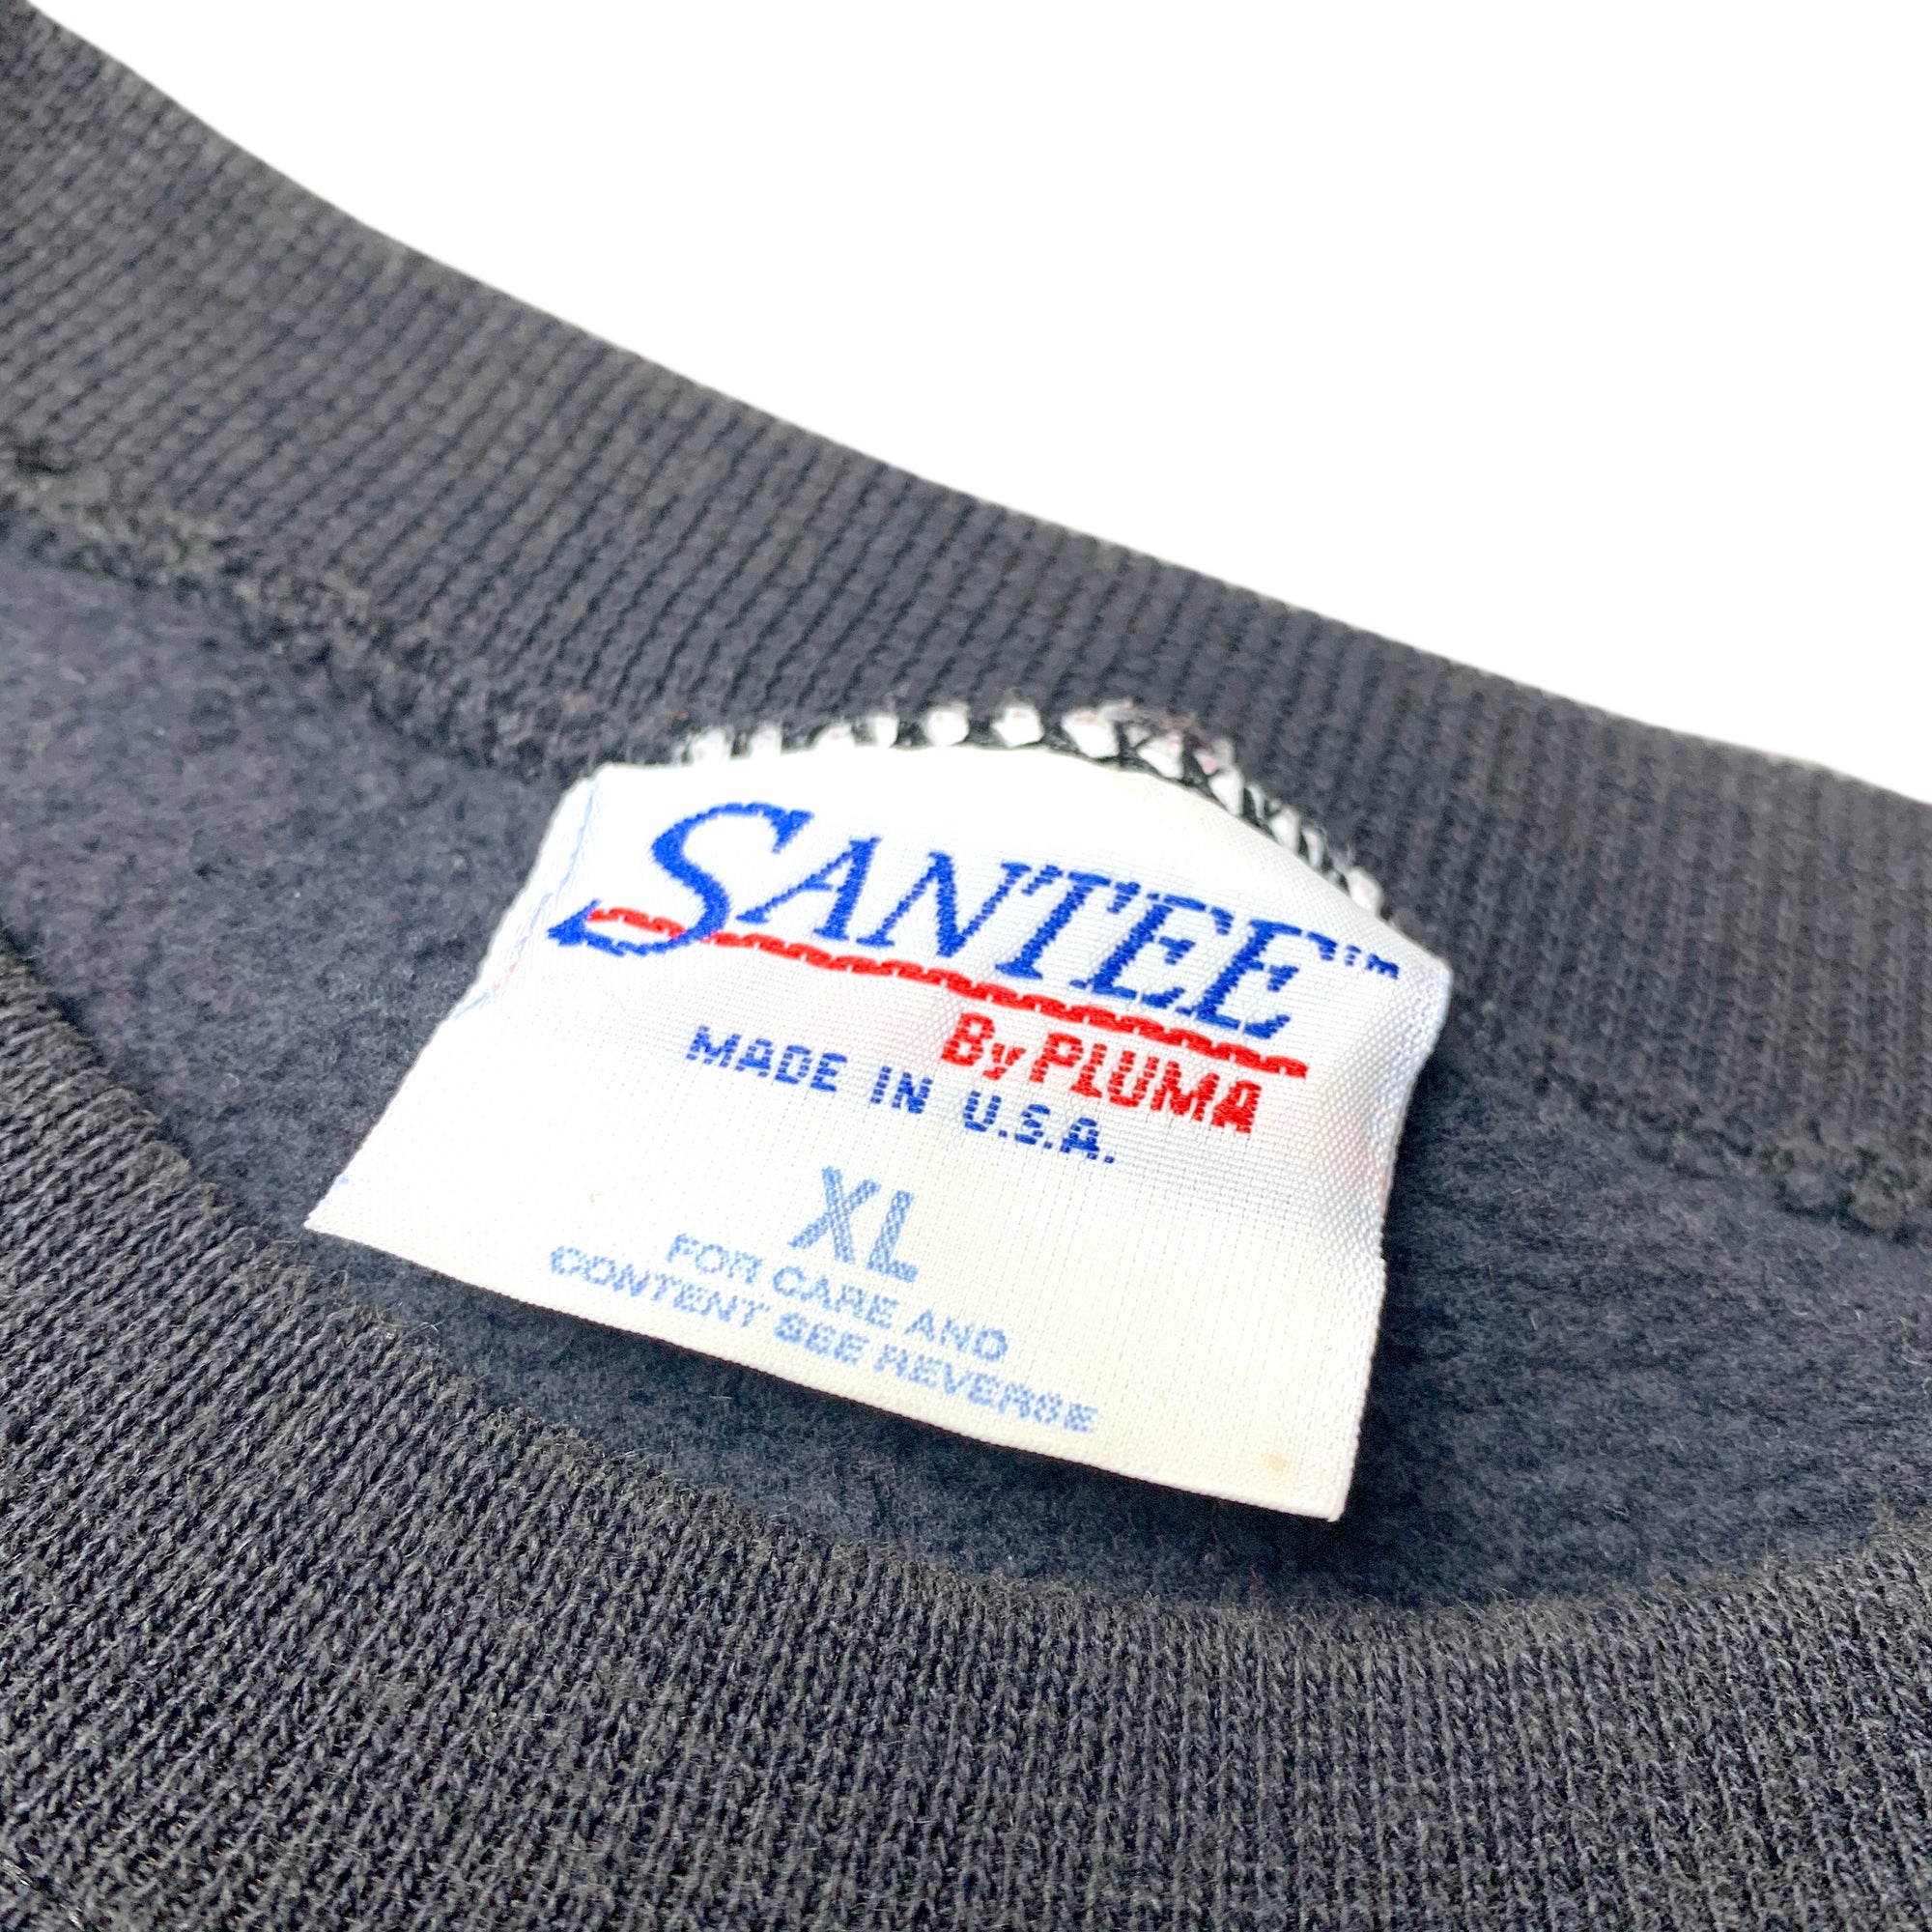 SANTEE™
By PLUMA
MADE IN U.S.A.
XL
FOR CARE AND
CONTENT SEE REVERSE